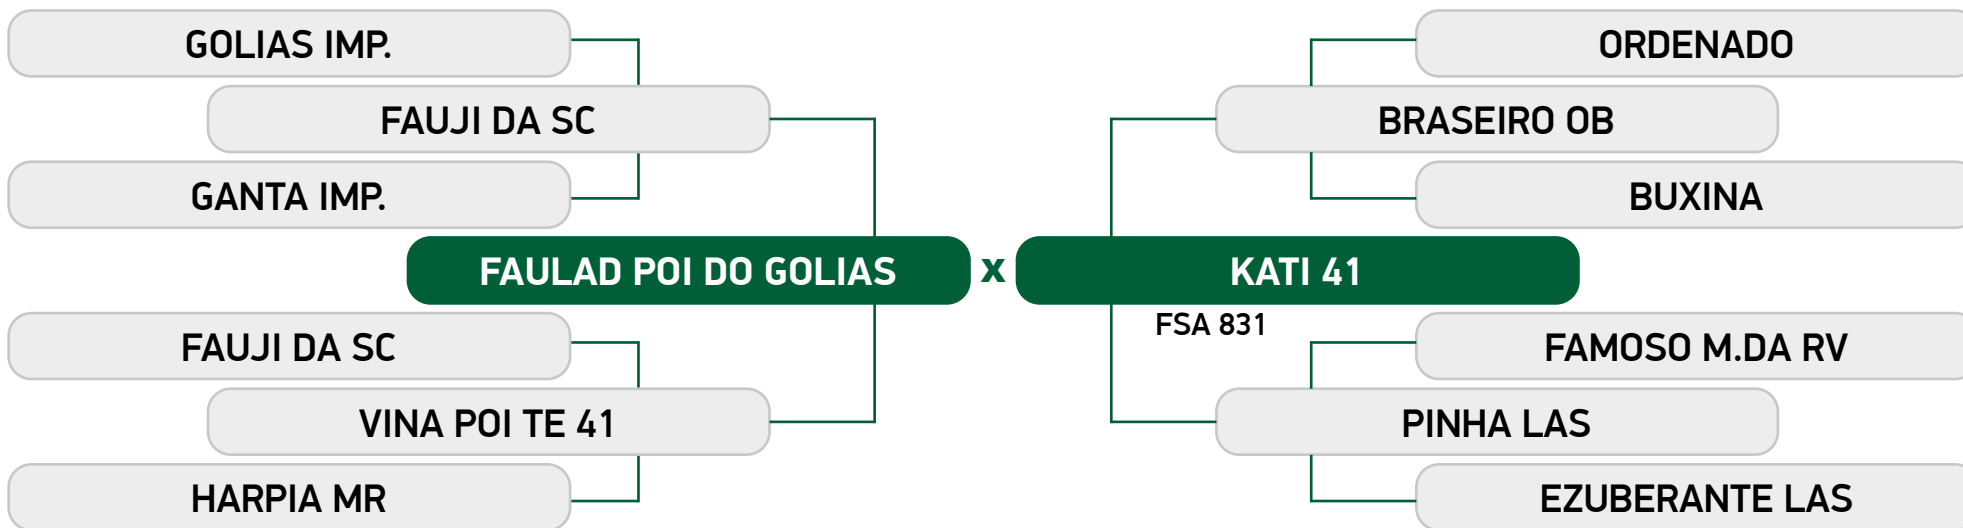 GOLIAS IMP.
ORDENADO
FAUJI DA SC
BRASEIRO OB
GANTA IMP.
BUXINA
FAULAD POI DO GOLIAS x KATI 41
FSA 831
FAUJI DA SC
FAMOSO M.DA RV
VINA POI TE 41
PINHA LAS
HARPIA MR
EZUBERANTE LAS